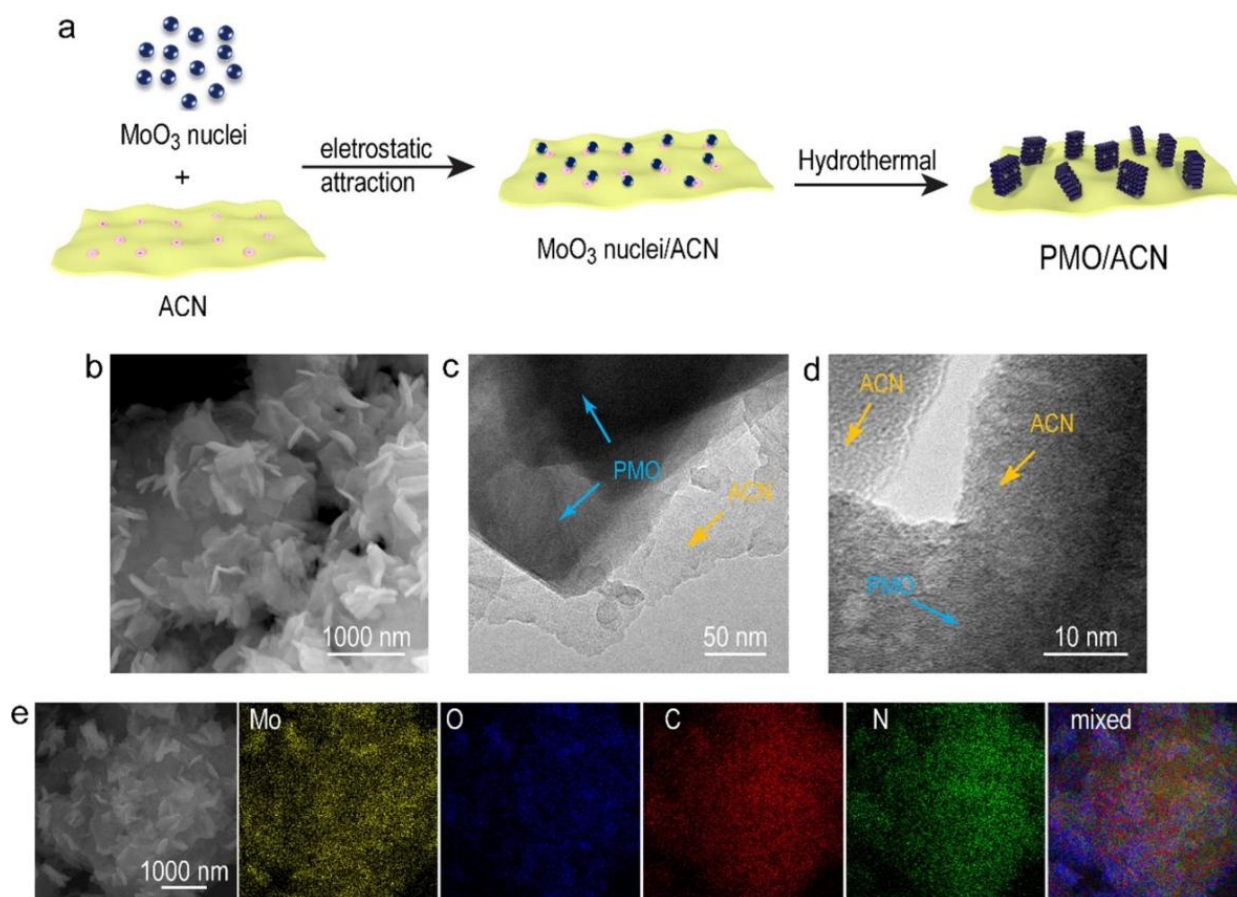 a
MoO₃ nuclei
+
ACN
eletrostatic
attraction
MoO₃ nuclei/ACN
Hydrothermal
PMO/ACN
b
1000 nm
c
PMO
ACN
50 nm
d
ACN
ACN
PMO
10 nm
e
1000 nm
Mo
O
C
N
mixed